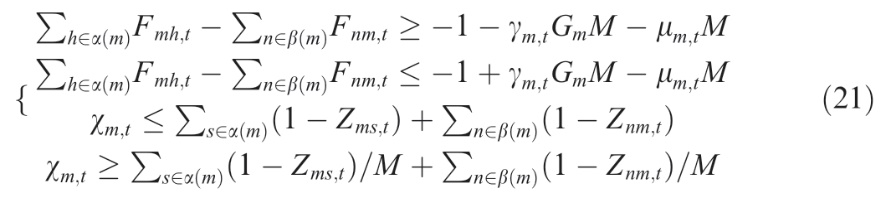 ∑_{h∈α(m)} F_{mh,t} − ∑_{n∈β(m)} F_{nm,t} ≥ −1 − γ_{m,t} G_m M − μ_{m,t} M
∑_{h∈α(m)} F_{mh,t} − ∑_{n∈β(m)} F_{nm,t} ≤ −1 + γ_{m,t} G_m M − μ_{m,t} M
{ χ_{m,t} ≤ ∑_{s∈α(m)} (1 − Z_{ms,t}) + ∑_{n∈β(m)} (1 − Z_{nm,t}) (21)
χ_{m,t} ≥ ∑_{s∈α(m)} (1 − Z_{ms,t})/M + ∑_{n∈β(m)} (1 − Z_{nm,t})/M